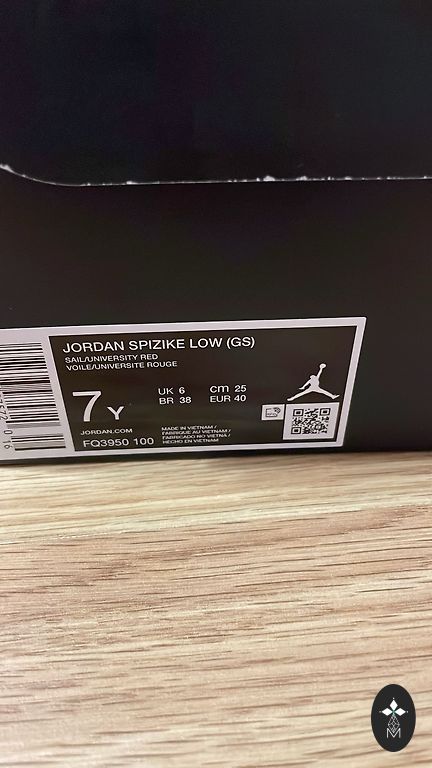 JORDAN SPIZIKE LOW (GS)
SAIL/UNIVERSITY RED
VOILE/UNIVERSITE ROUGE
7Y
UK 6 cm 25
BR 38 EUR 40
JORDAN.COM
FQ3950 100
MADE IN VIETNAM /
FABRIQUE AU VIETNAM /
FABRICADO NO VIETNÃ /
HECHO EN VIETNAM